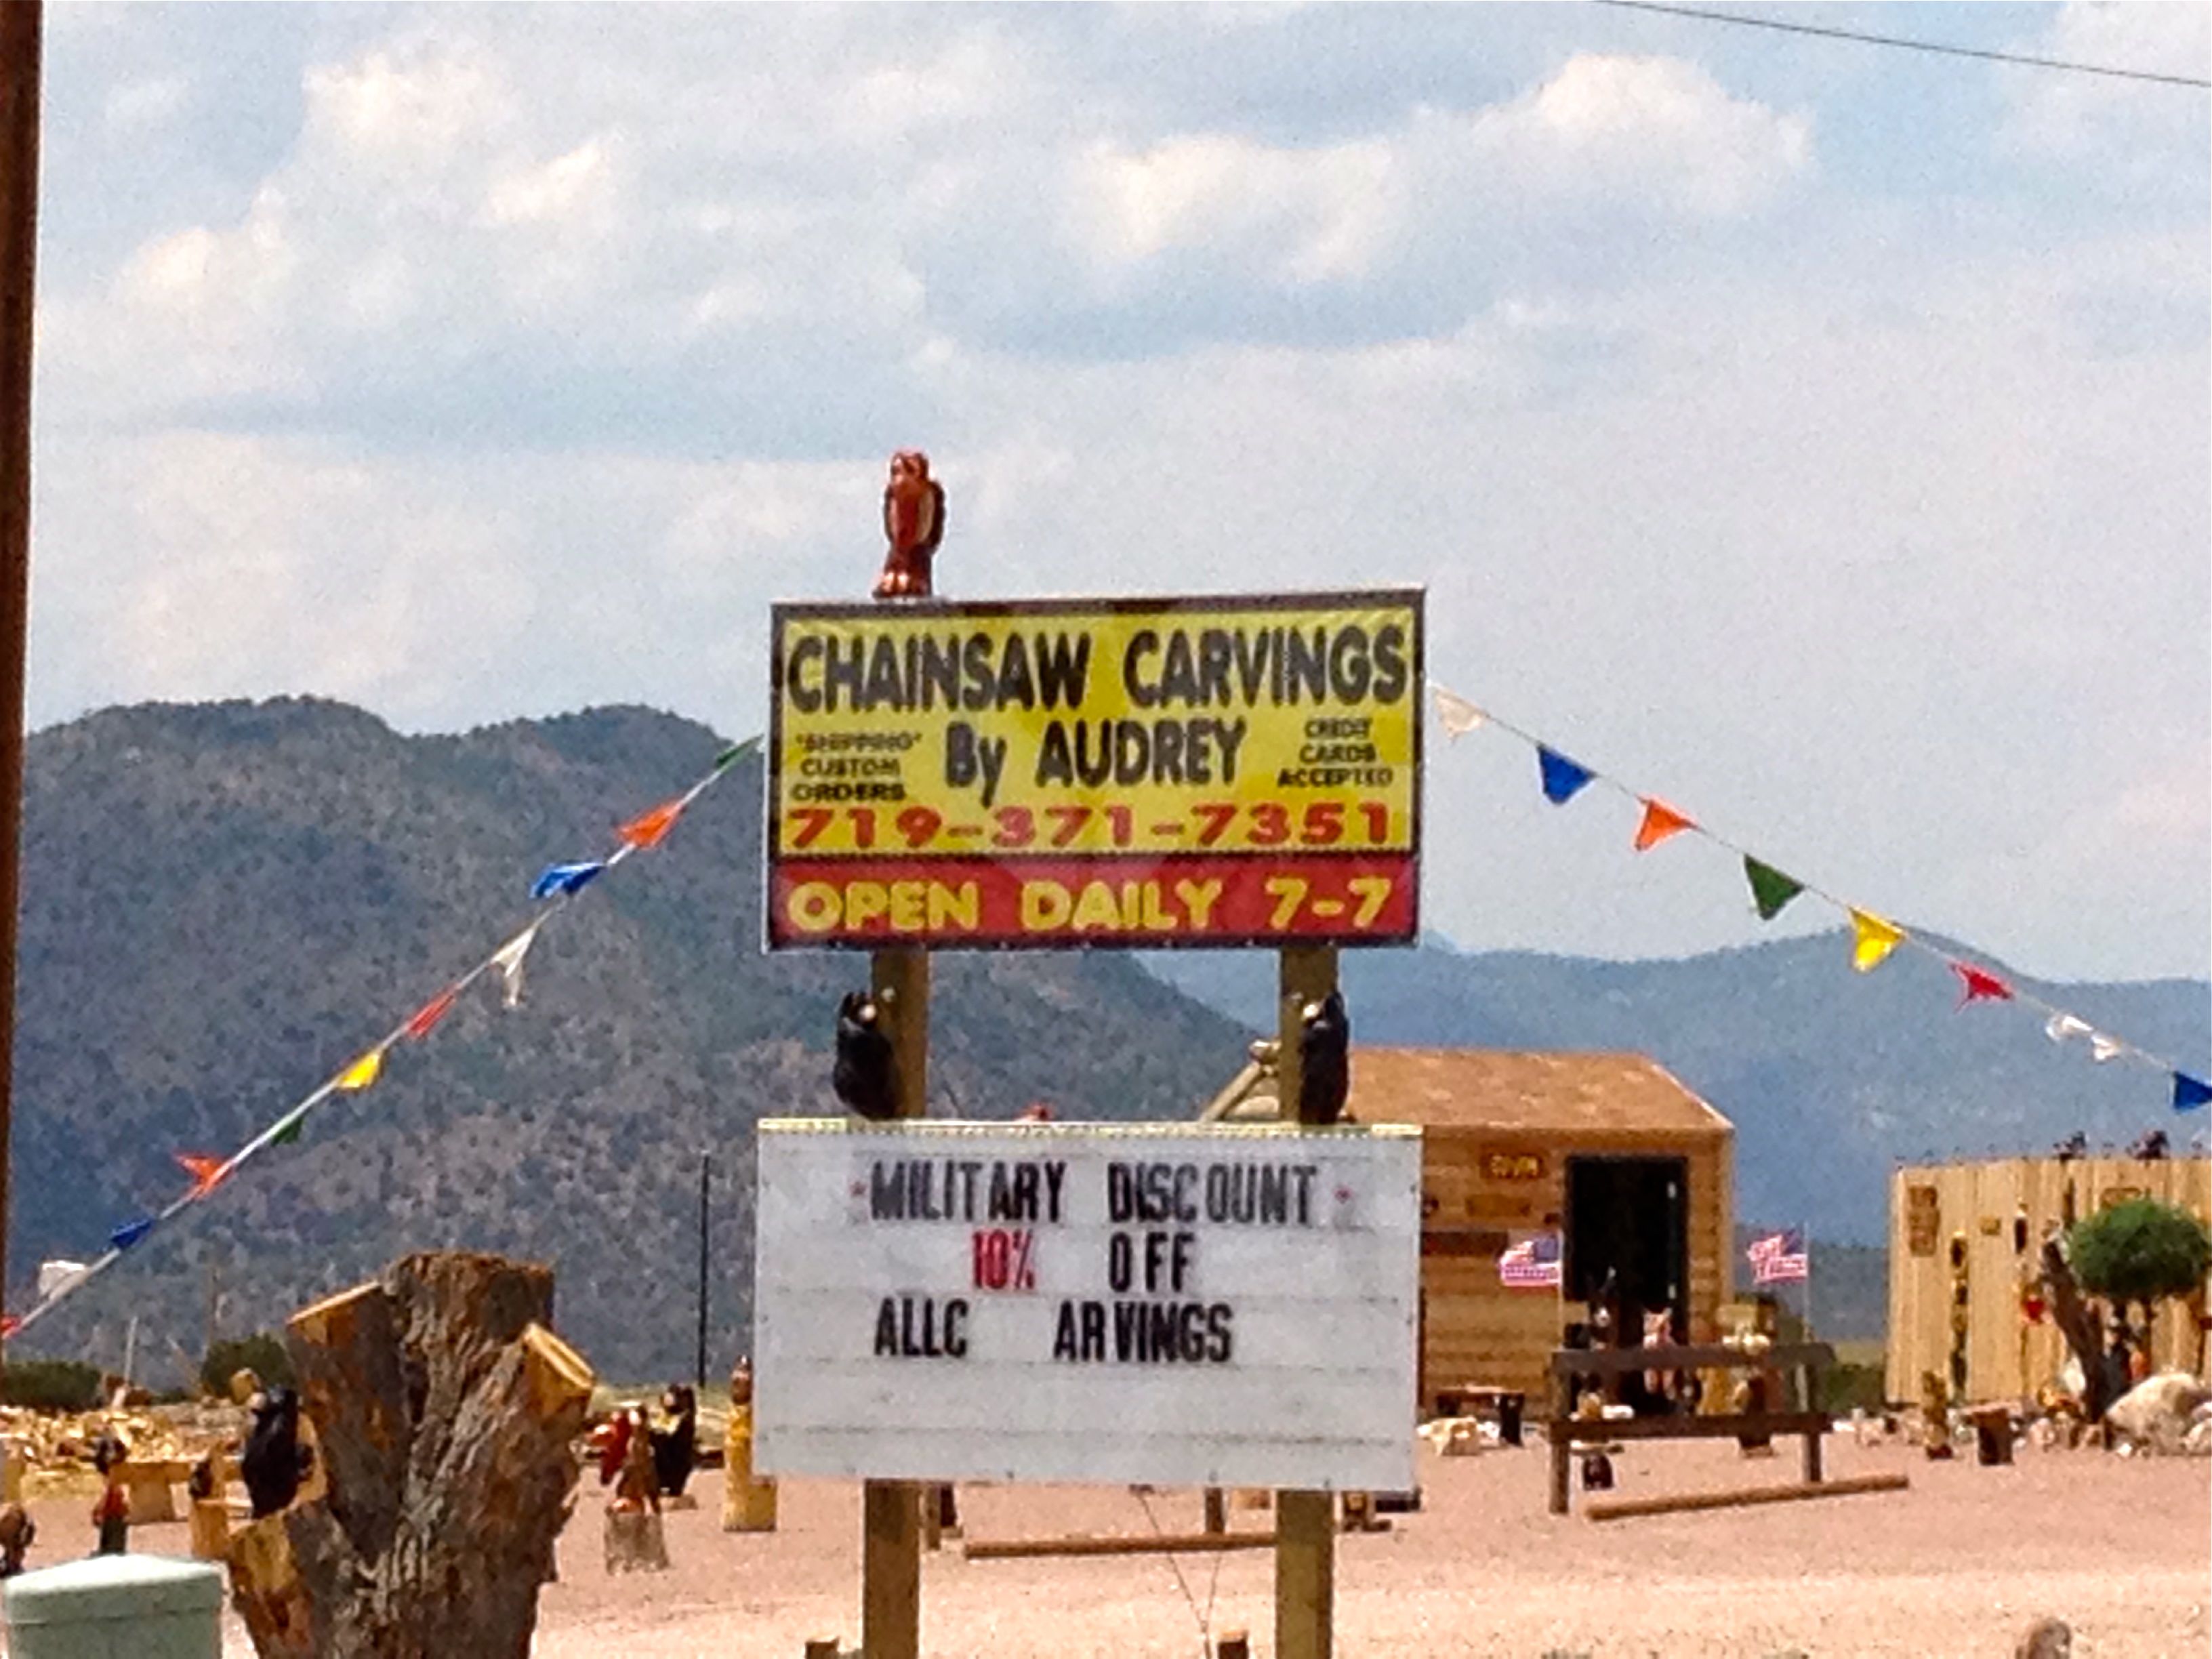 CHAINSAW CARVINGS
By AUDREY
"SHIPPING"
CUSTOM
ORDERS
CREDIT
CARDS
ACCEPTED
719-371-7351
OPEN DAILY 7-7
MILITARY DISCOUNT
10% OFF
ALLC ARVINGS